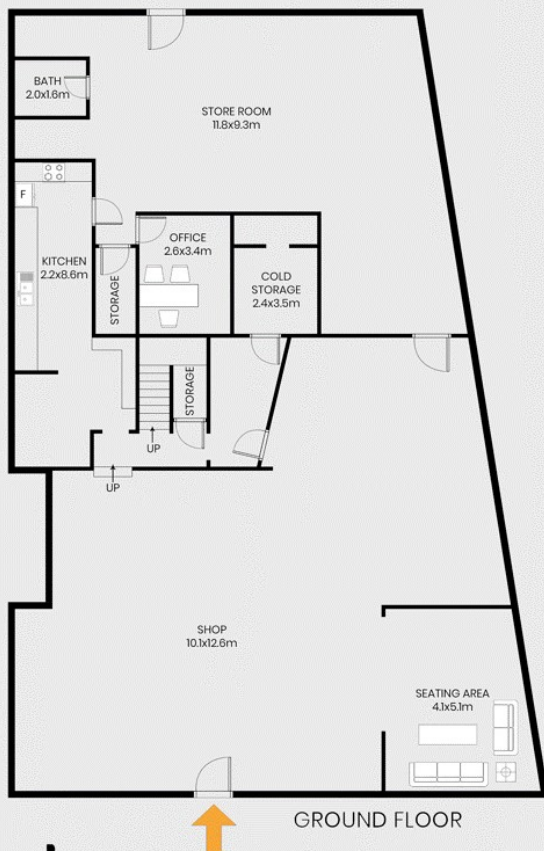 BATH
2.0x1.6m
STORE ROOM
11.8x9.3m
F
OFFICE
2.6x3.4m
KITCHEN
2.2x8.6m
STORAGE
COLD
STORAGE
2.4x3.5m
STORAGE
UP
UP
SHOP
10.1x12.6m
SEATING AREA
4.1x5.1m
GROUND FLOOR